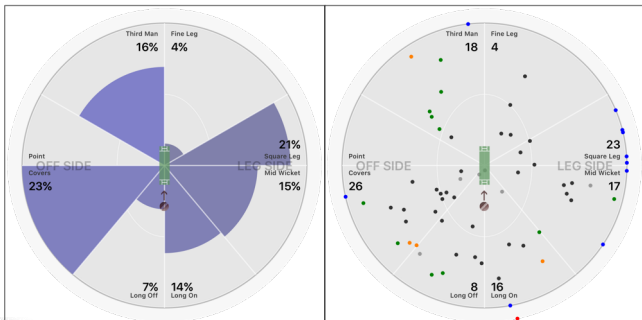 Third Man Fine Leg
16% 4%
21%
OFF SIDE LEG SIDE
Point Square Leg
Covers Mid Wicket
23% 15%
7% 14%
Long Off Long On
Third Man Fine Leg
18 4
23
OFF SIDE LEG SIDE
Point Square Leg
Covers Mid Wicket
26 17
8 16
Long Off Long On